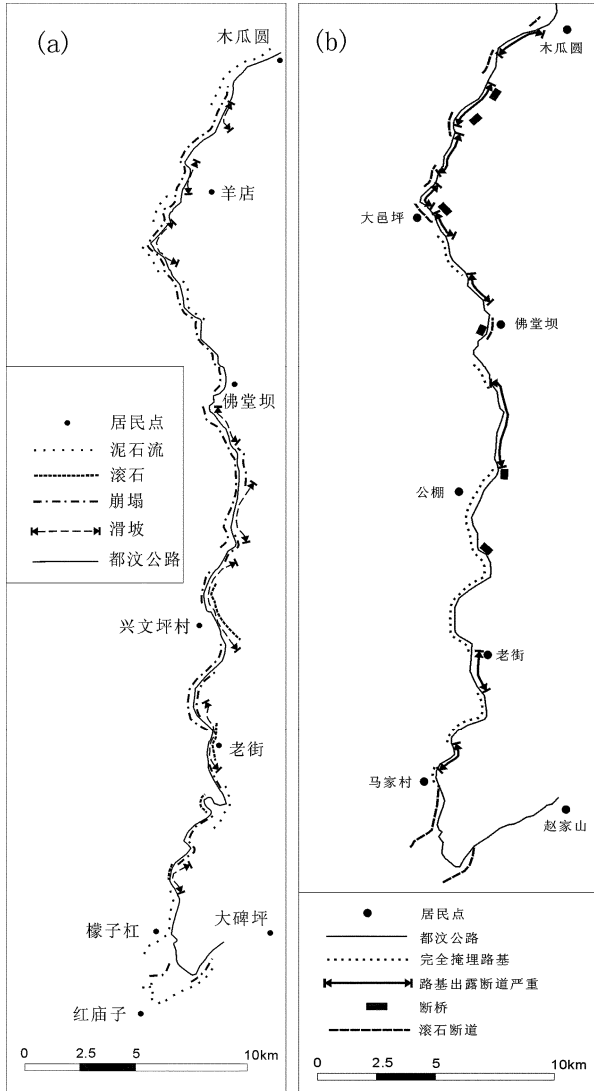 (a)
木瓜圆
羊店
佛堂坝
居民点
泥石流
滚石
崩塌
滑坡
都汶公路
兴文坪村
老街
檬子杠
大碑坪
红庙子
0 2.5 5 10km
(b)
木瓜圆
大邑坪
佛堂坝
公棚
老街
马家村
赵家山
居民点
都汶公路
完全掩埋路基
路基出露断道严重
断桥
滚石断道
0 2.5 5 10km